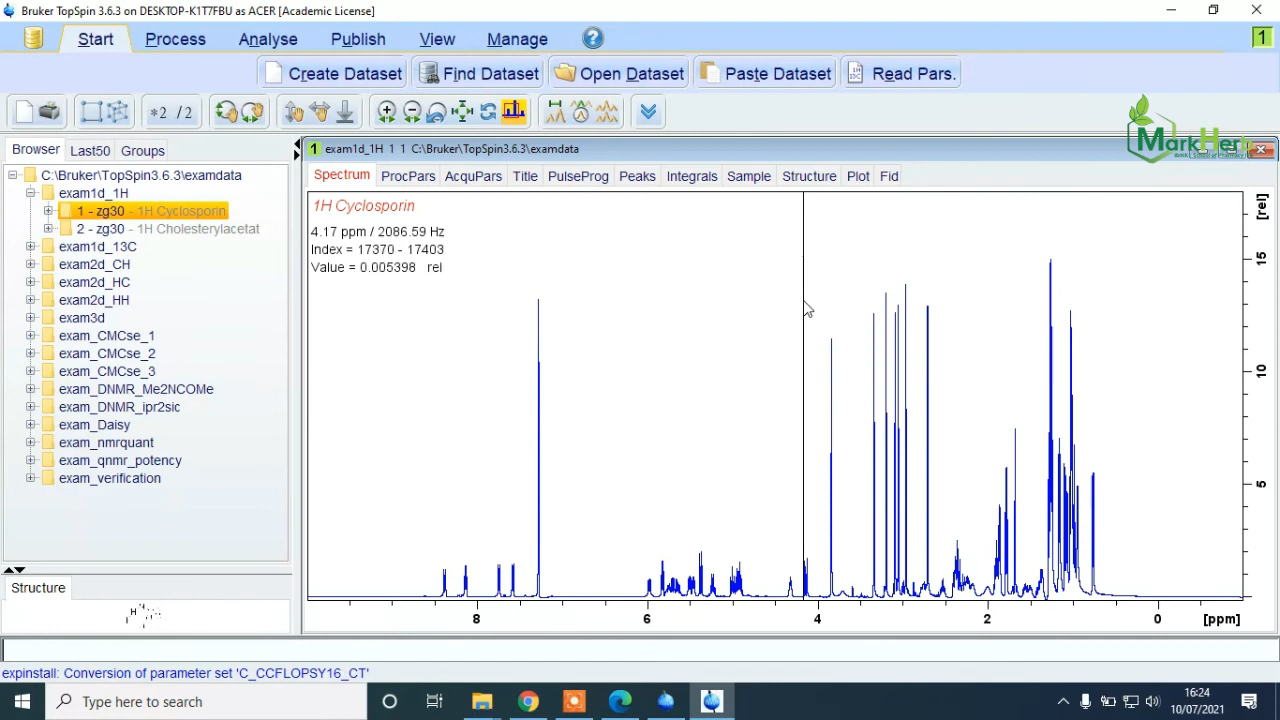 Bruker TopSpin 3.6.3 on DESKTOP-K1T7FBU as ACER [Academic License]
Start Process Analyse Publish View Manage ? 1
Create Dataset Find Dataset Open Dataset Paste Dataset Read Pars.
*2 /2
MarkHerb
Browser Last50 Groups
1 exam1d_1H 1 1 C:\Bruker\TopSpin3.6.3\examdata
Spectrum ProcPars AcquPars Title PulseProg Peaks Integrals Sample Structure Plot Fid
C:\Bruker\TopSpin3.6.3\examdata
exam1d_1H
1 - zg30 - 1H Cyclosporin
2 - zg30 - 1H Cholesterylacetat
exam1d_13C
exam2d_CH
exam2d_HC
exam2d_HH
exam3d
exam_CMCse_1
exam_CMCse_2
exam_CMCse_3
exam_DNMR_Me2NCOMe
exam_DNMR_ipr2sic
exam_Daisy
exam_nmrquant
exam_qnmr_potency
exam_verification
1H Cyclosporin
4.17 ppm / 2086.59 Hz
Index = 17370 - 17403
Value = 0.005398 rel
[rel]
15
10
5
8 6 4 2 0 [ppm]
Structure
H
expinstall: Conversion of parameter set 'C_CCFLOPSY16_CT'
Type here to search
16:24
10/07/2021